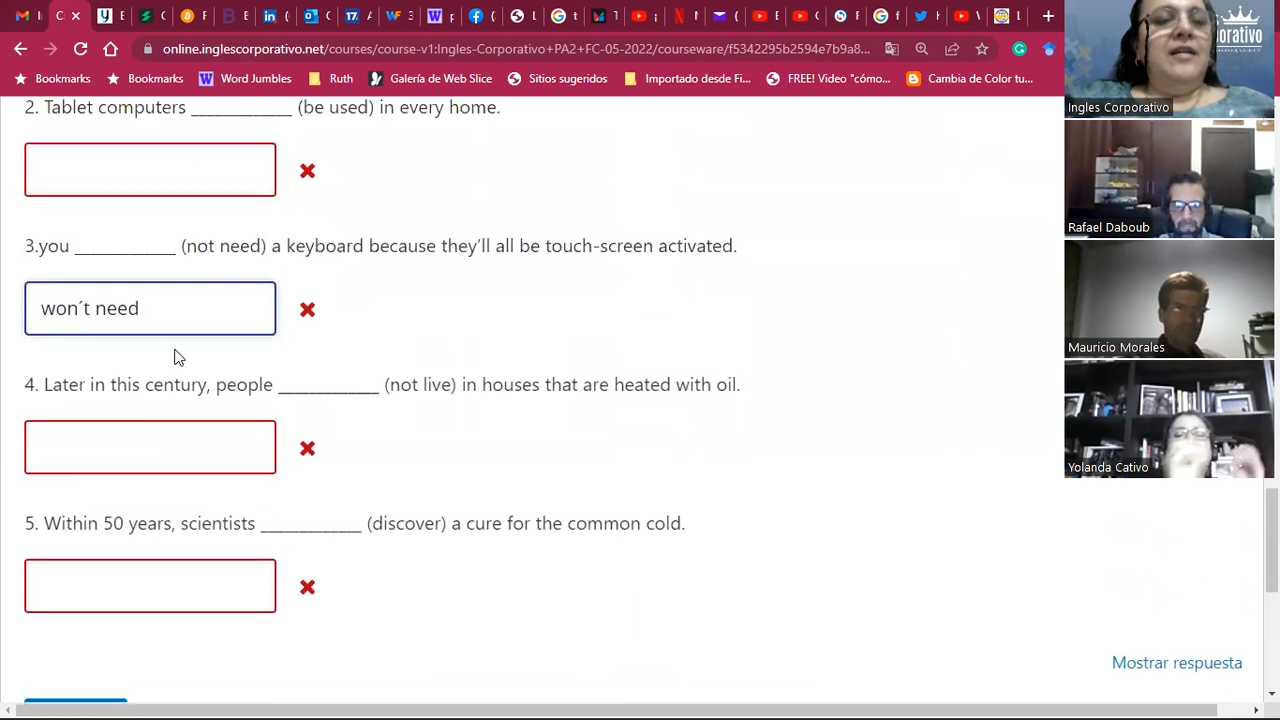 online.inglescorporativo.net/courses/course-v1:Ingles-Corporativo+PA2+FC-05-2022/courseware/f5342295b2594e7b9a8...
Bookmarks
Bookmarks
Word Jumbles
Ruth
Galería de Web Slice
Sitios sugeridos
Importado desde Fi...
FREE! Video "cómo...
Cambia de Color tu...
2. Tablet computers _____________ (be used) in every home.
3.you _____________ (not need) a keyboard because they'll all be touch-screen activated.
won´t need
4. Later in this century, people _____________ (not live) in houses that are heated with oil.
5. Within 50 years, scientists _____________ (discover) a cure for the common cold.
Mostrar respuesta
Ingles Corporativo
Rafael Daboub
Mauricio Morales
Yolanda Cativo